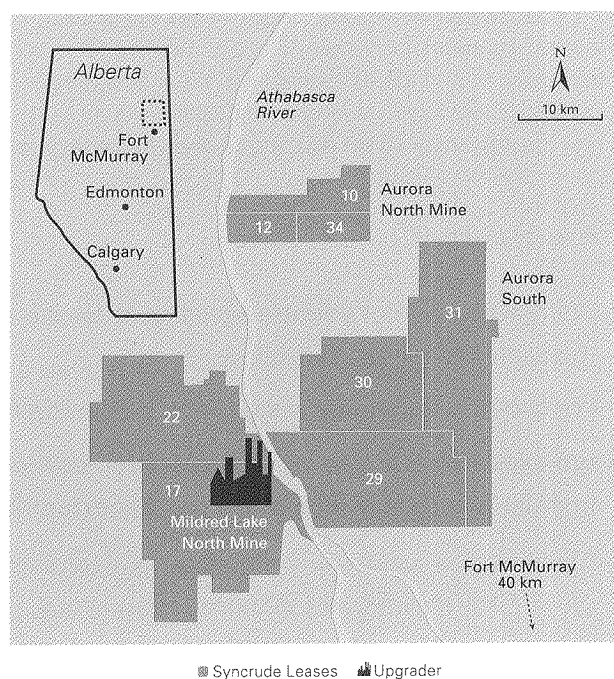 Alberta
Fort
McMurray
Edmonton
Calgary
Athabasca
River
N
10 km
10
12
34
Aurora
North Mine
Aurora
South
31
30
22
29
17
Mildred Lake
North Mine
Fort McMurray
40 km
Syncrude Leases
Upgrader